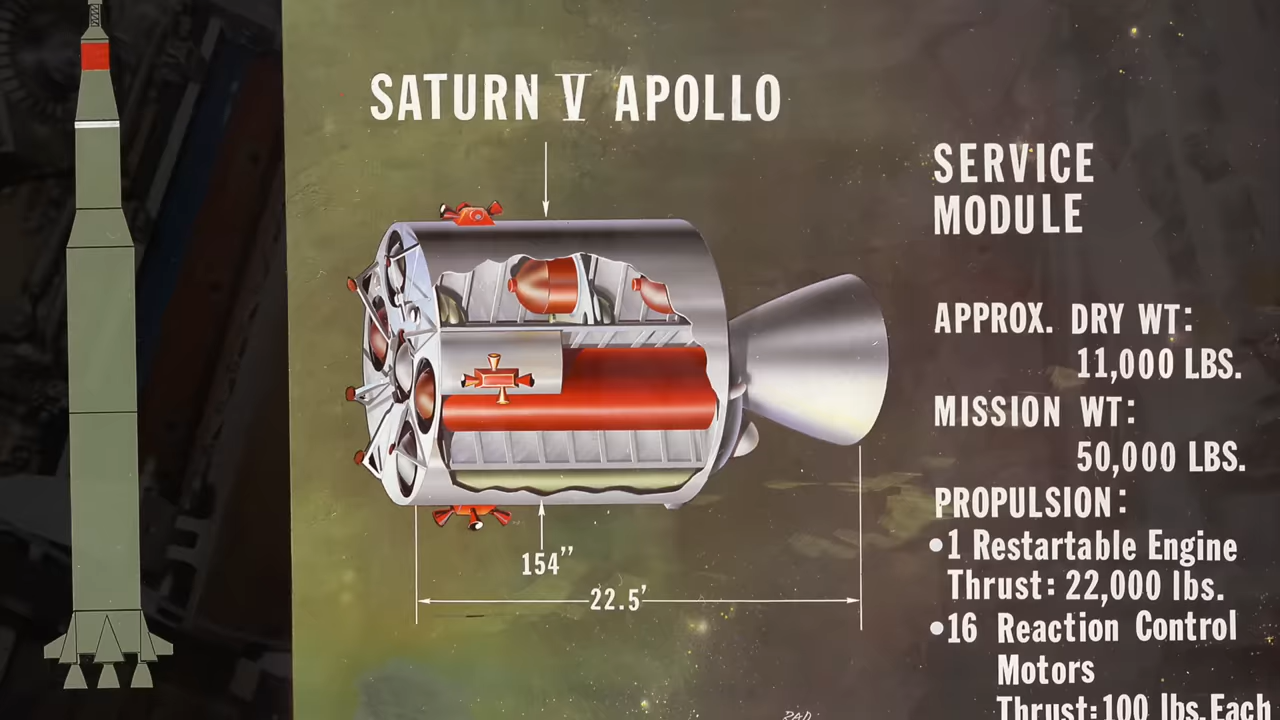 SATURN V APOLLO
SERVICE
MODULE
APPROX. DRY WT:
11,000 LBS.
MISSION WT:
50,000 LBS.
PROPULSION:
•1 Restartable Engine
Thrust: 22,000 lbs.
•16 Reaction Control
Motors
Thrust: 100 lbs. Each
154”
22.5’